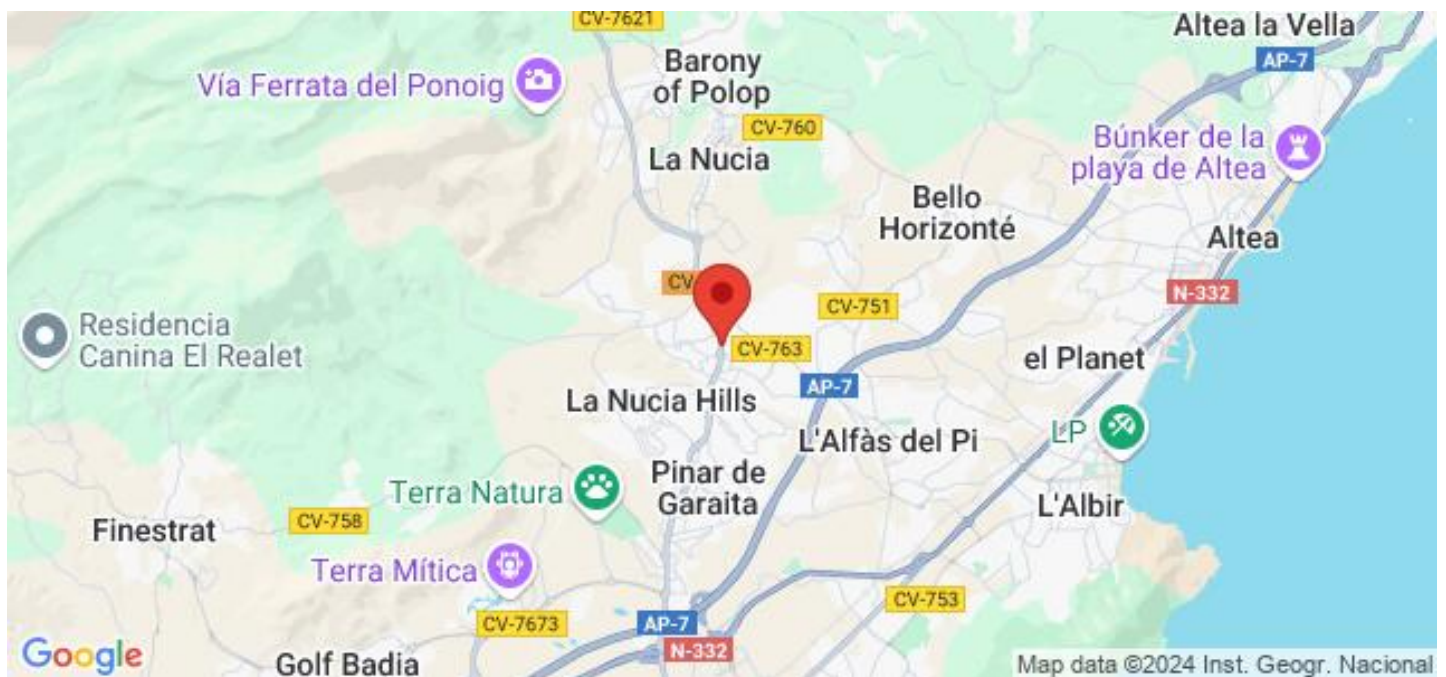 CV-7621
Altea la Vella
AP-7
Barony
of Polop
Vía Ferrata del Ponoig
CV-760
Búnker de la
playa de Altea
La Nucia
Bello
Horizonté
Altea
CV
N-332
CV-751
Residencia
Canina El Realet
CV-763
el Planet
AP-7
La Nucia Hills
LP
L'Alfàs del Pi
Pinar de
Garaita
Terra Natura
L'Albir
CV-758
Finestrat
Terra Mítica
CV-753
CV-7673
AP-7
N-332
Google
Golf Badia
Map data ©2024 Inst. Geogr. Nacional